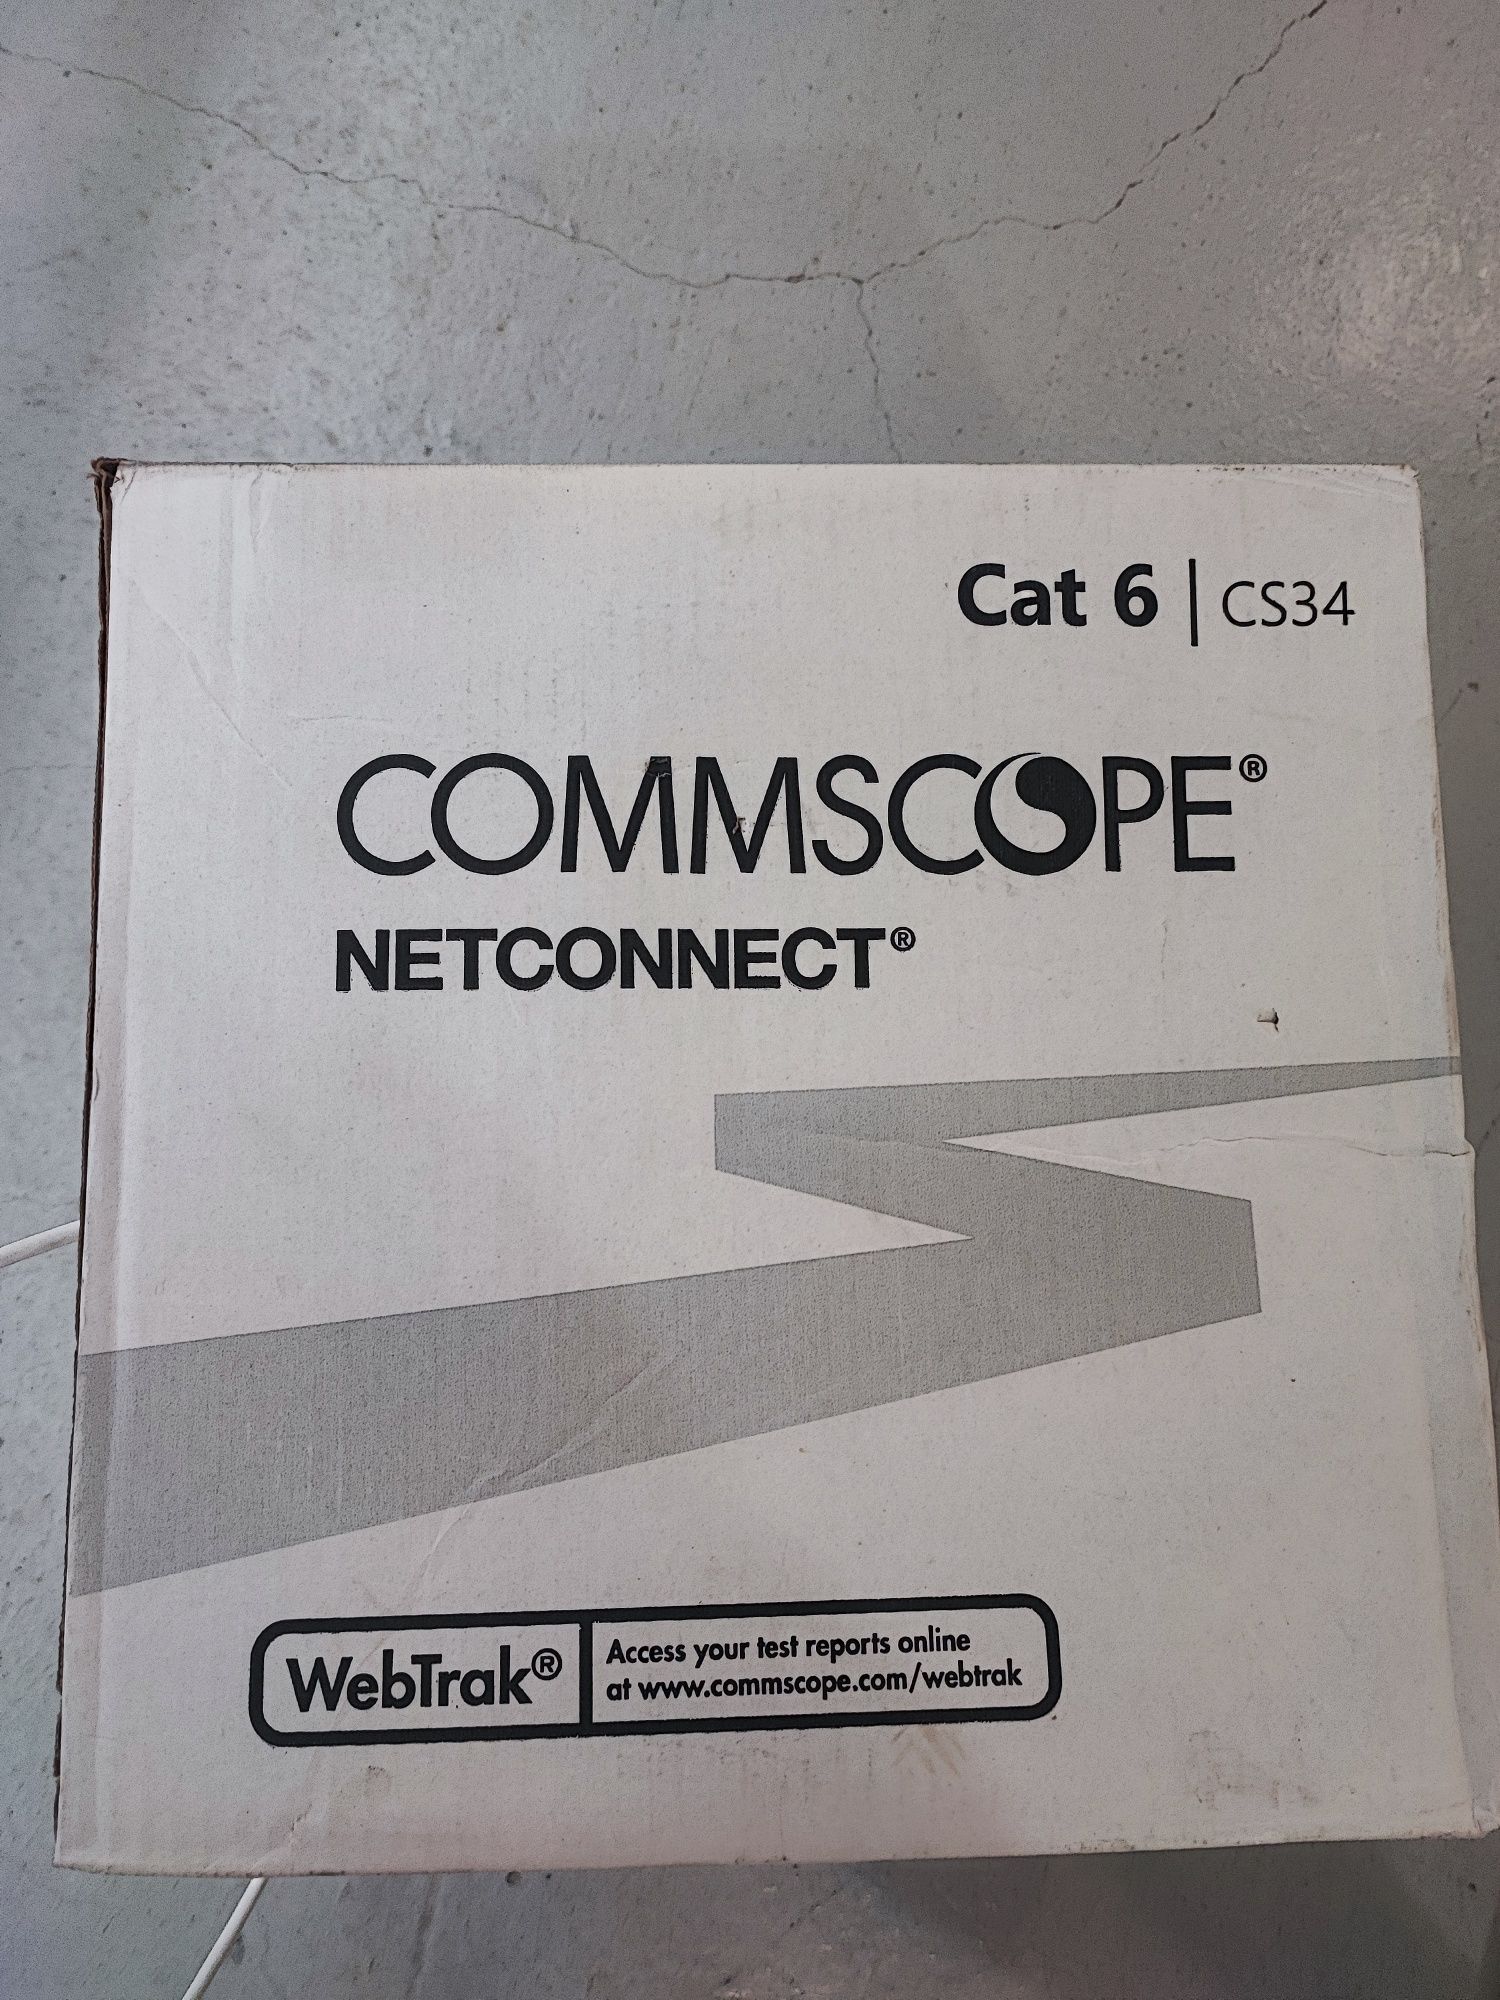 Cat 6 | CS34
COMMSCOPE®
NETCONNECT®
WebTrak®
Access your test reports online
at www.commscope.com/webtrak